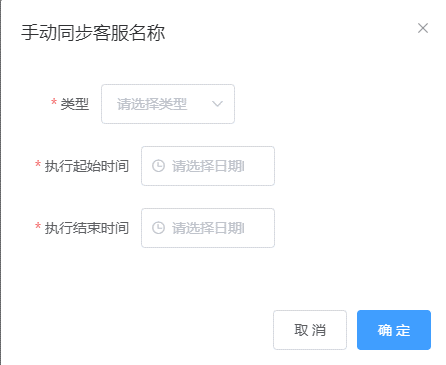 手动同步客服名称
* 类型 请选择类型
* 执行起始时间 请选择日期
* 执行结束时间 请选择日期
取消 确定